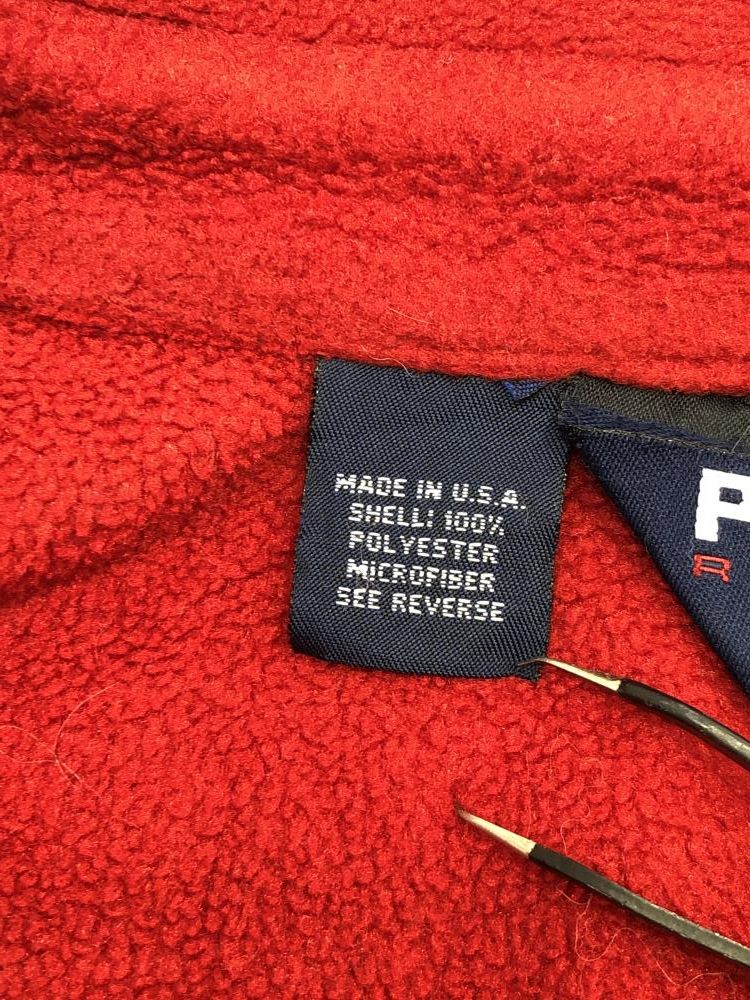 MADE IN U.S.A.
SHELL: 100%
POLYESTER
MICROFIBER
SEE REVERSE
P
R